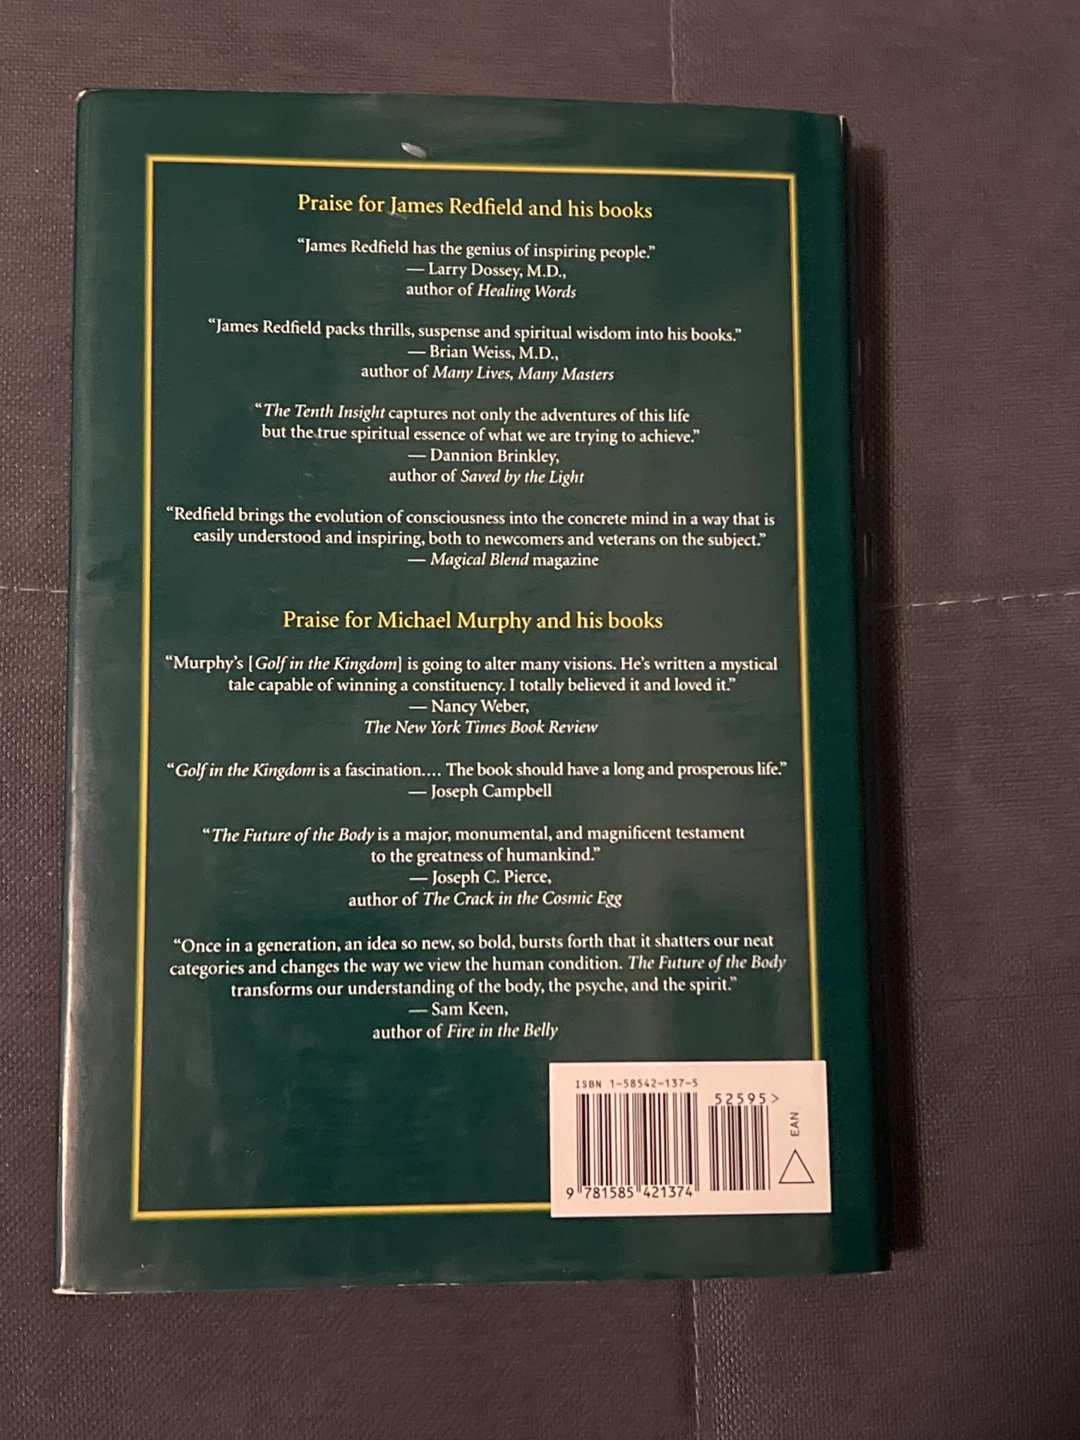 Praise for James Redfield and his books
“James Redfield has the genius of inspiring people.”
— Larry Dossey, M.D.,
author of Healing Words
“James Redfield packs thrills, suspense and spiritual wisdom into his books.”
— Brian Weiss, M.D.,
author of Many Lives, Many Masters
“The Tenth Insight captures not only the adventures of this life
but the true spiritual essence of what we are trying to achieve.”
— Dannion Brinkley,
author of Saved by the Light
“Redfield brings the evolution of consciousness into the concrete mind in a way that is
easily understood and inspiring, both to newcomers and veterans on the subject.”
— Magical Blend magazine
Praise for Michael Murphy and his books
“Murphy’s [Golf in the Kingdom] is going to alter many visions. He’s written a mystical
tale capable of winning a constituency. I totally believed it and loved it.”
— Nancy Weber,
The New York Times Book Review
“Golf in the Kingdom is a fascination.... The book should have a long and prosperous life.”
— Joseph Campbell
“The Future of the Body is a major, monumental, and magnificent testament
to the greatness of humankind.”
— Joseph C. Pierce,
author of The Crack in the Cosmic Egg
“Once in a generation, an idea so new, so bold, bursts forth that it shatters our neat
categories and changes the way we view the human condition. The Future of the Body
transforms our understanding of the body, the psyche, and the spirit.”
— Sam Keen,
author of Fire in the Belly
ISBN 1-58542-137-5
52595>
EAN
9 781585 421374